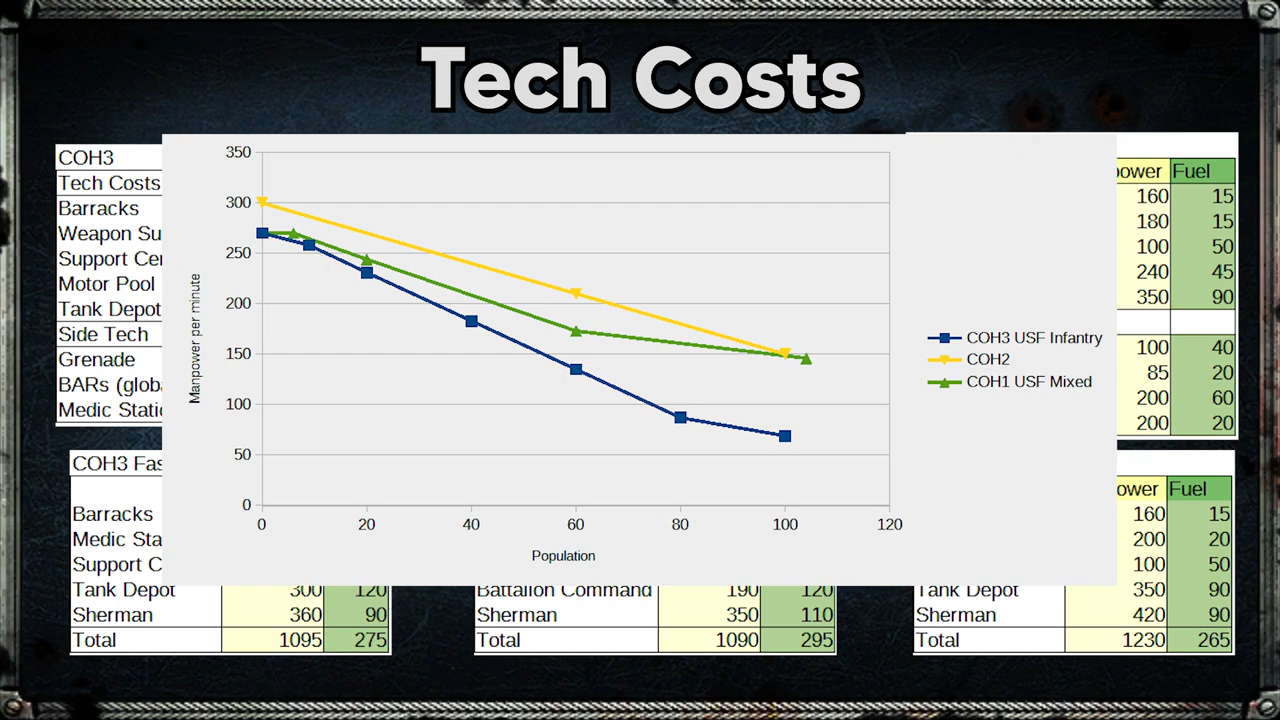 Tech Costs
COH3
Tech Costs
Barracks
Weapon Su
Support Cer
Motor Pool
Tank Depot
Side Tech
Grenade
BARs (globa
Medic Statio
350
300
250
200
150
100
50
0
0 20 40 60 80 100 120
Manpower per minute
Population
COH3 USF Infantry
COH2
COH1 USF Mixed
power Fuel
160 15
180 15
100 50
240 45
350 90
100 40
85 20
200 60
200 20
COH3 Fas
Barracks
Medic Sta
Support C
Tank Depot 300 120
Sherman 360 90
Total 1095 275
Battalion Command 190 120
Sherman 350 110
Total 1090 295
ower Fuel
160 15
200 20
100 50
Tank Depot 350 90
Sherman 420 90
Total 1230 265